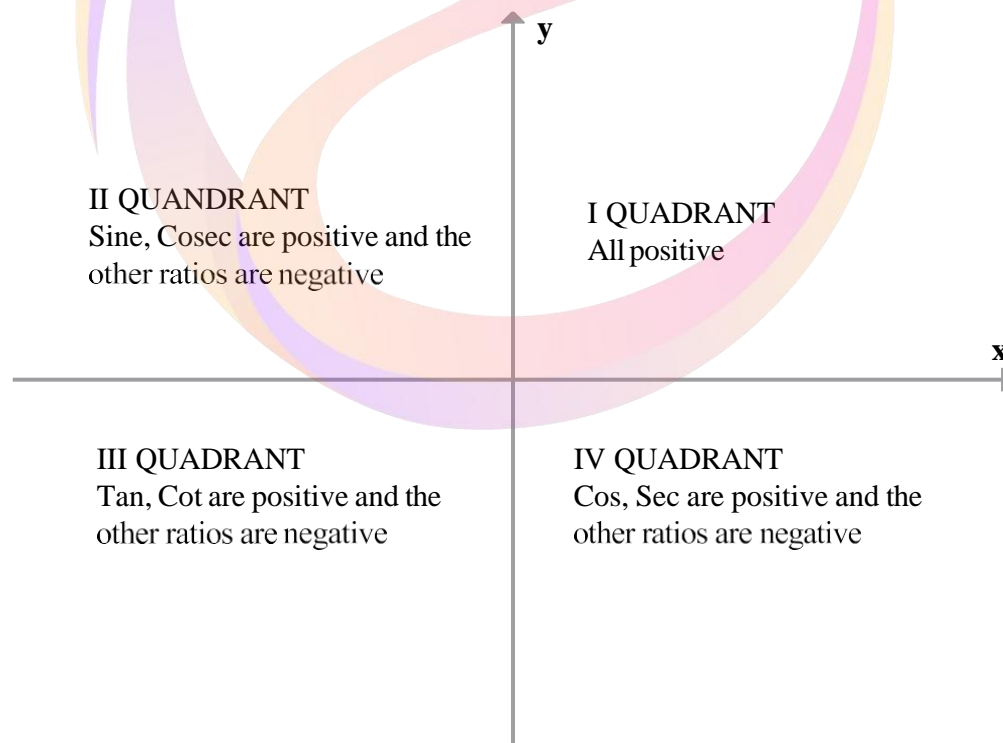 y
II QUANDRANT
Sine, Cosec are positive and the
other ratios are negative
I QUADRANT
All positive
x
III QUADRANT
Tan, Cot are positive and the
other ratios are negative
IV QUADRANT
Cos, Sec are positive and the
other ratios are negative